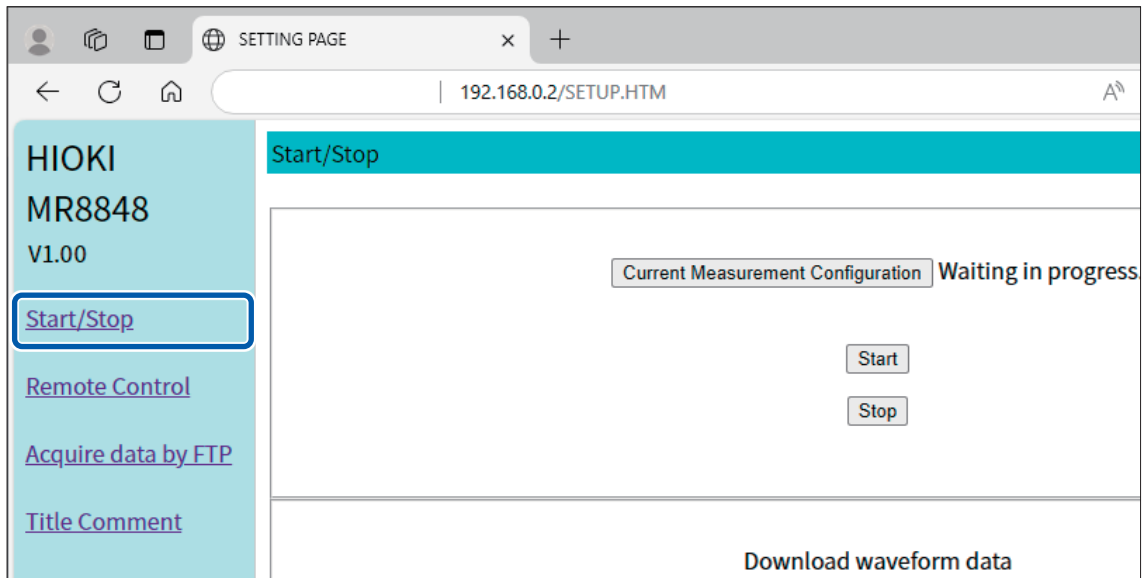 SETTING PAGE
192.168.0.2/SETUP.HTM
HIOKI
MR8848
V1.00
Start/Stop
Remote Control
Acquire data by FTP
Title Comment
Start/Stop
Current Measurement Configuration Waiting in progress.
Start
Stop
Download waveform data